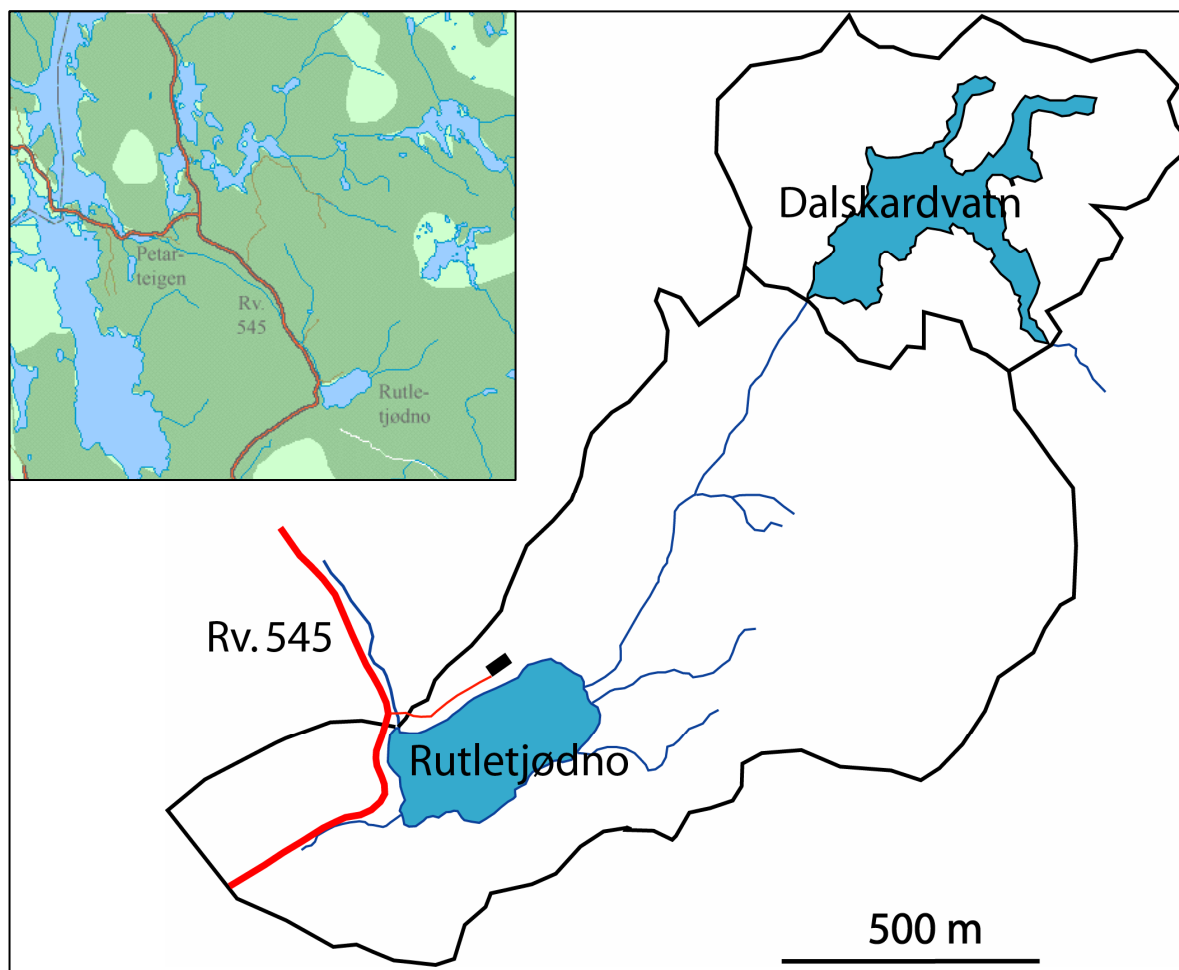 Petar-
teigen
Rv.
545
Rutle-
tjødno
Dalskardvatn
Rv. 545
Rutletjødno
500 m